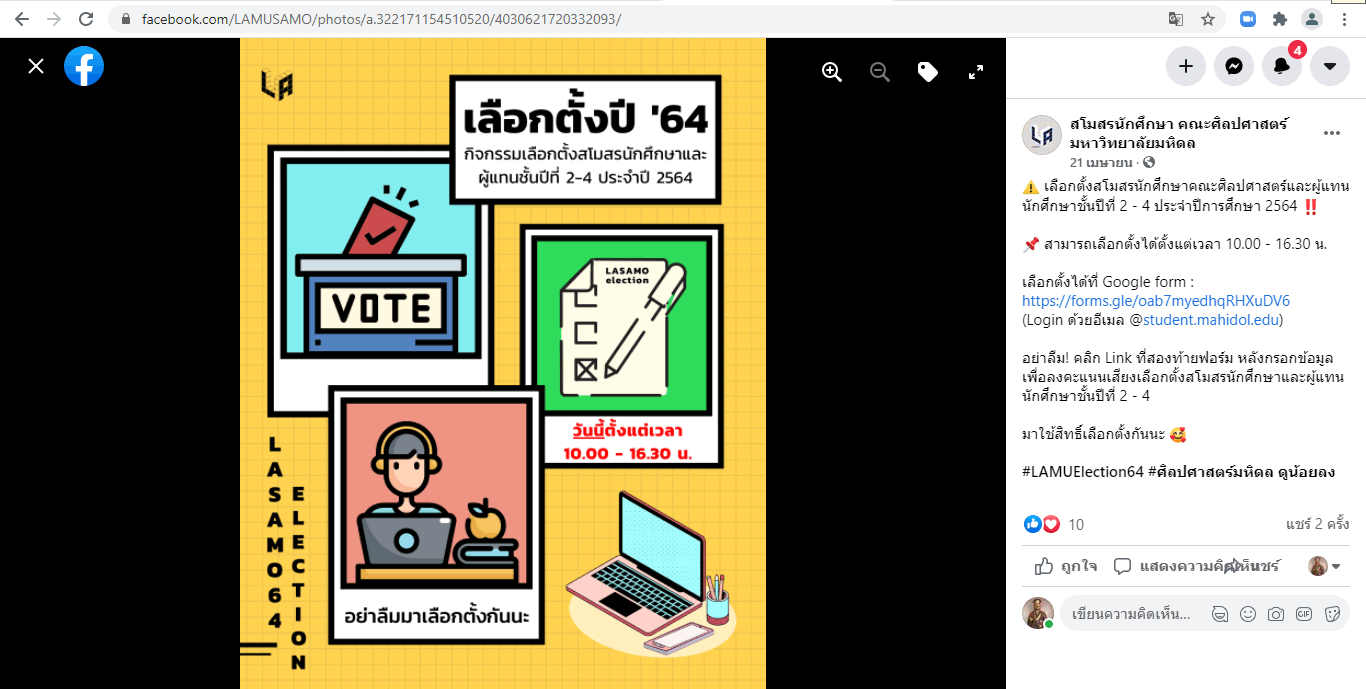 facebook.com/LAMUSAMO/photos/a.322171154510520/4030621720332093/
LA
เลือกตั้งปี '64
กิจกรรมเลือกตั้งสโมสรนักศึกษาและ
ผู้แทนชั้นปีที่ 2-4 ประจำปี 2564
VOTE
LASAMO
election
วันนี้ตั้งแต่เวลา
10.00 - 16.30 น.
อย่าลืมมาเลือกตั้งกันนะ
LASAMO64
ELECTION
4
LA
สโมสรนักศึกษา คณะศิลปศาสตร์
มหาวิทยาลัยมหิดล
21 เมษายน ·
⚠️ เลือกตั้งสโมสรนักศึกษาคณะศิลปศาสตร์และผู้แทน
นักศึกษาชั้นปีที่ 2 - 4 ประจำปีการศึกษา 2564 ‼️
📌 สามารถเลือกตั้งได้ตั้งแต่เวลา 10.00 - 16.30 น.
เลือกตั้งได้ที่ Google form :
https://forms.gle/oab7myedhqRHXuDV6
(Login ด้วยอีเมล @student.mahidol.edu)
อย่าลืม! คลิก Link ที่สองท้ายฟอร์ม หลังกรอกข้อมูล
เพื่อลงคะแนนเสียงเลือกตั้งสโมสรนักศึกษาและผู้แทน
นักศึกษาชั้นปีที่ 2 - 4
มาใช้สิทธิ์เลือกตั้งกันนะ 🥰
#LAMUElection64 #ศิลปศาสตร์มหิดล ดูน้อยลง
10 แชร์ 2 ครั้ง
ถูกใจ แสดงความคิดเห็น แชร์
เขียนความคิดเห็น... GIF